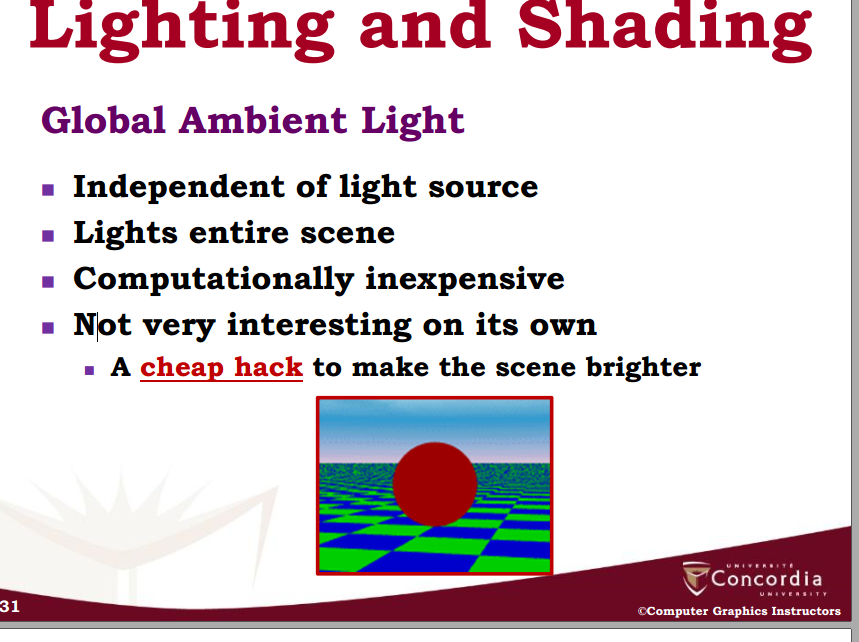 Lighting and Shading
Global Ambient Light
Independent of light source
Lights entire scene
Computationally inexpensive
Not very interesting on its own
A cheap hack to make the scene brighter
UNIVERSITÉ
Concordia
UNIVERSITY
31
©Computer Graphics Instructors